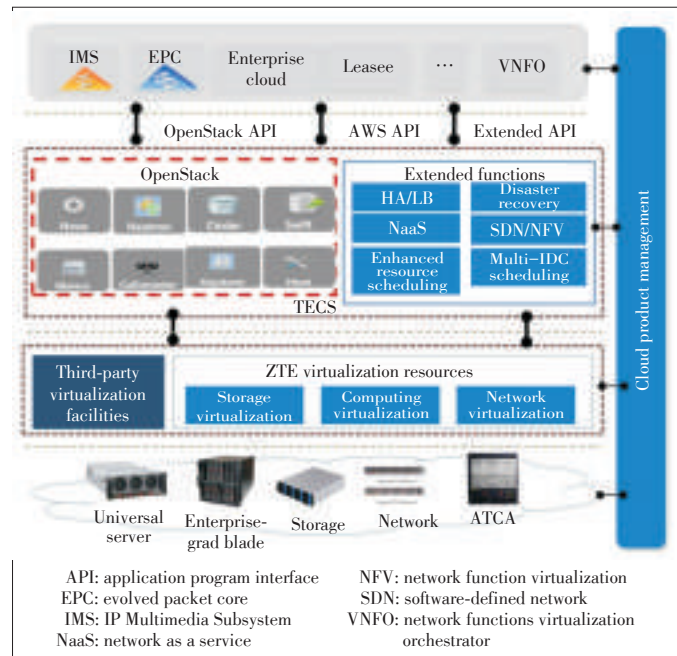 IMS
EPC
Enterprise
cloud
Leasee
...
VNFO
OpenStack API
AWS API
Extended API
OpenStack
Extended functions
HA/LB
Disaster
recovery
NaaS
SDN/NFV
Enhanced
resource
scheduling
Multi-IDC
scheduling
TECS
Cloud product management
Third-party
virtualization
facilities
ZTE virtualization resources
Storage
virtualization
Computing
virtualization
Network
virtualization
Universal
server
Enterprise-
grad blade
Storage
Network
ATCA
API: application program interface
EPC: evolved packet core
IMS: IP Multimedia Subsystem
NaaS: network as a service
NFV: network function virtualization
SDN: software-defined network
VNFO: network functions virtualization
orchestrator